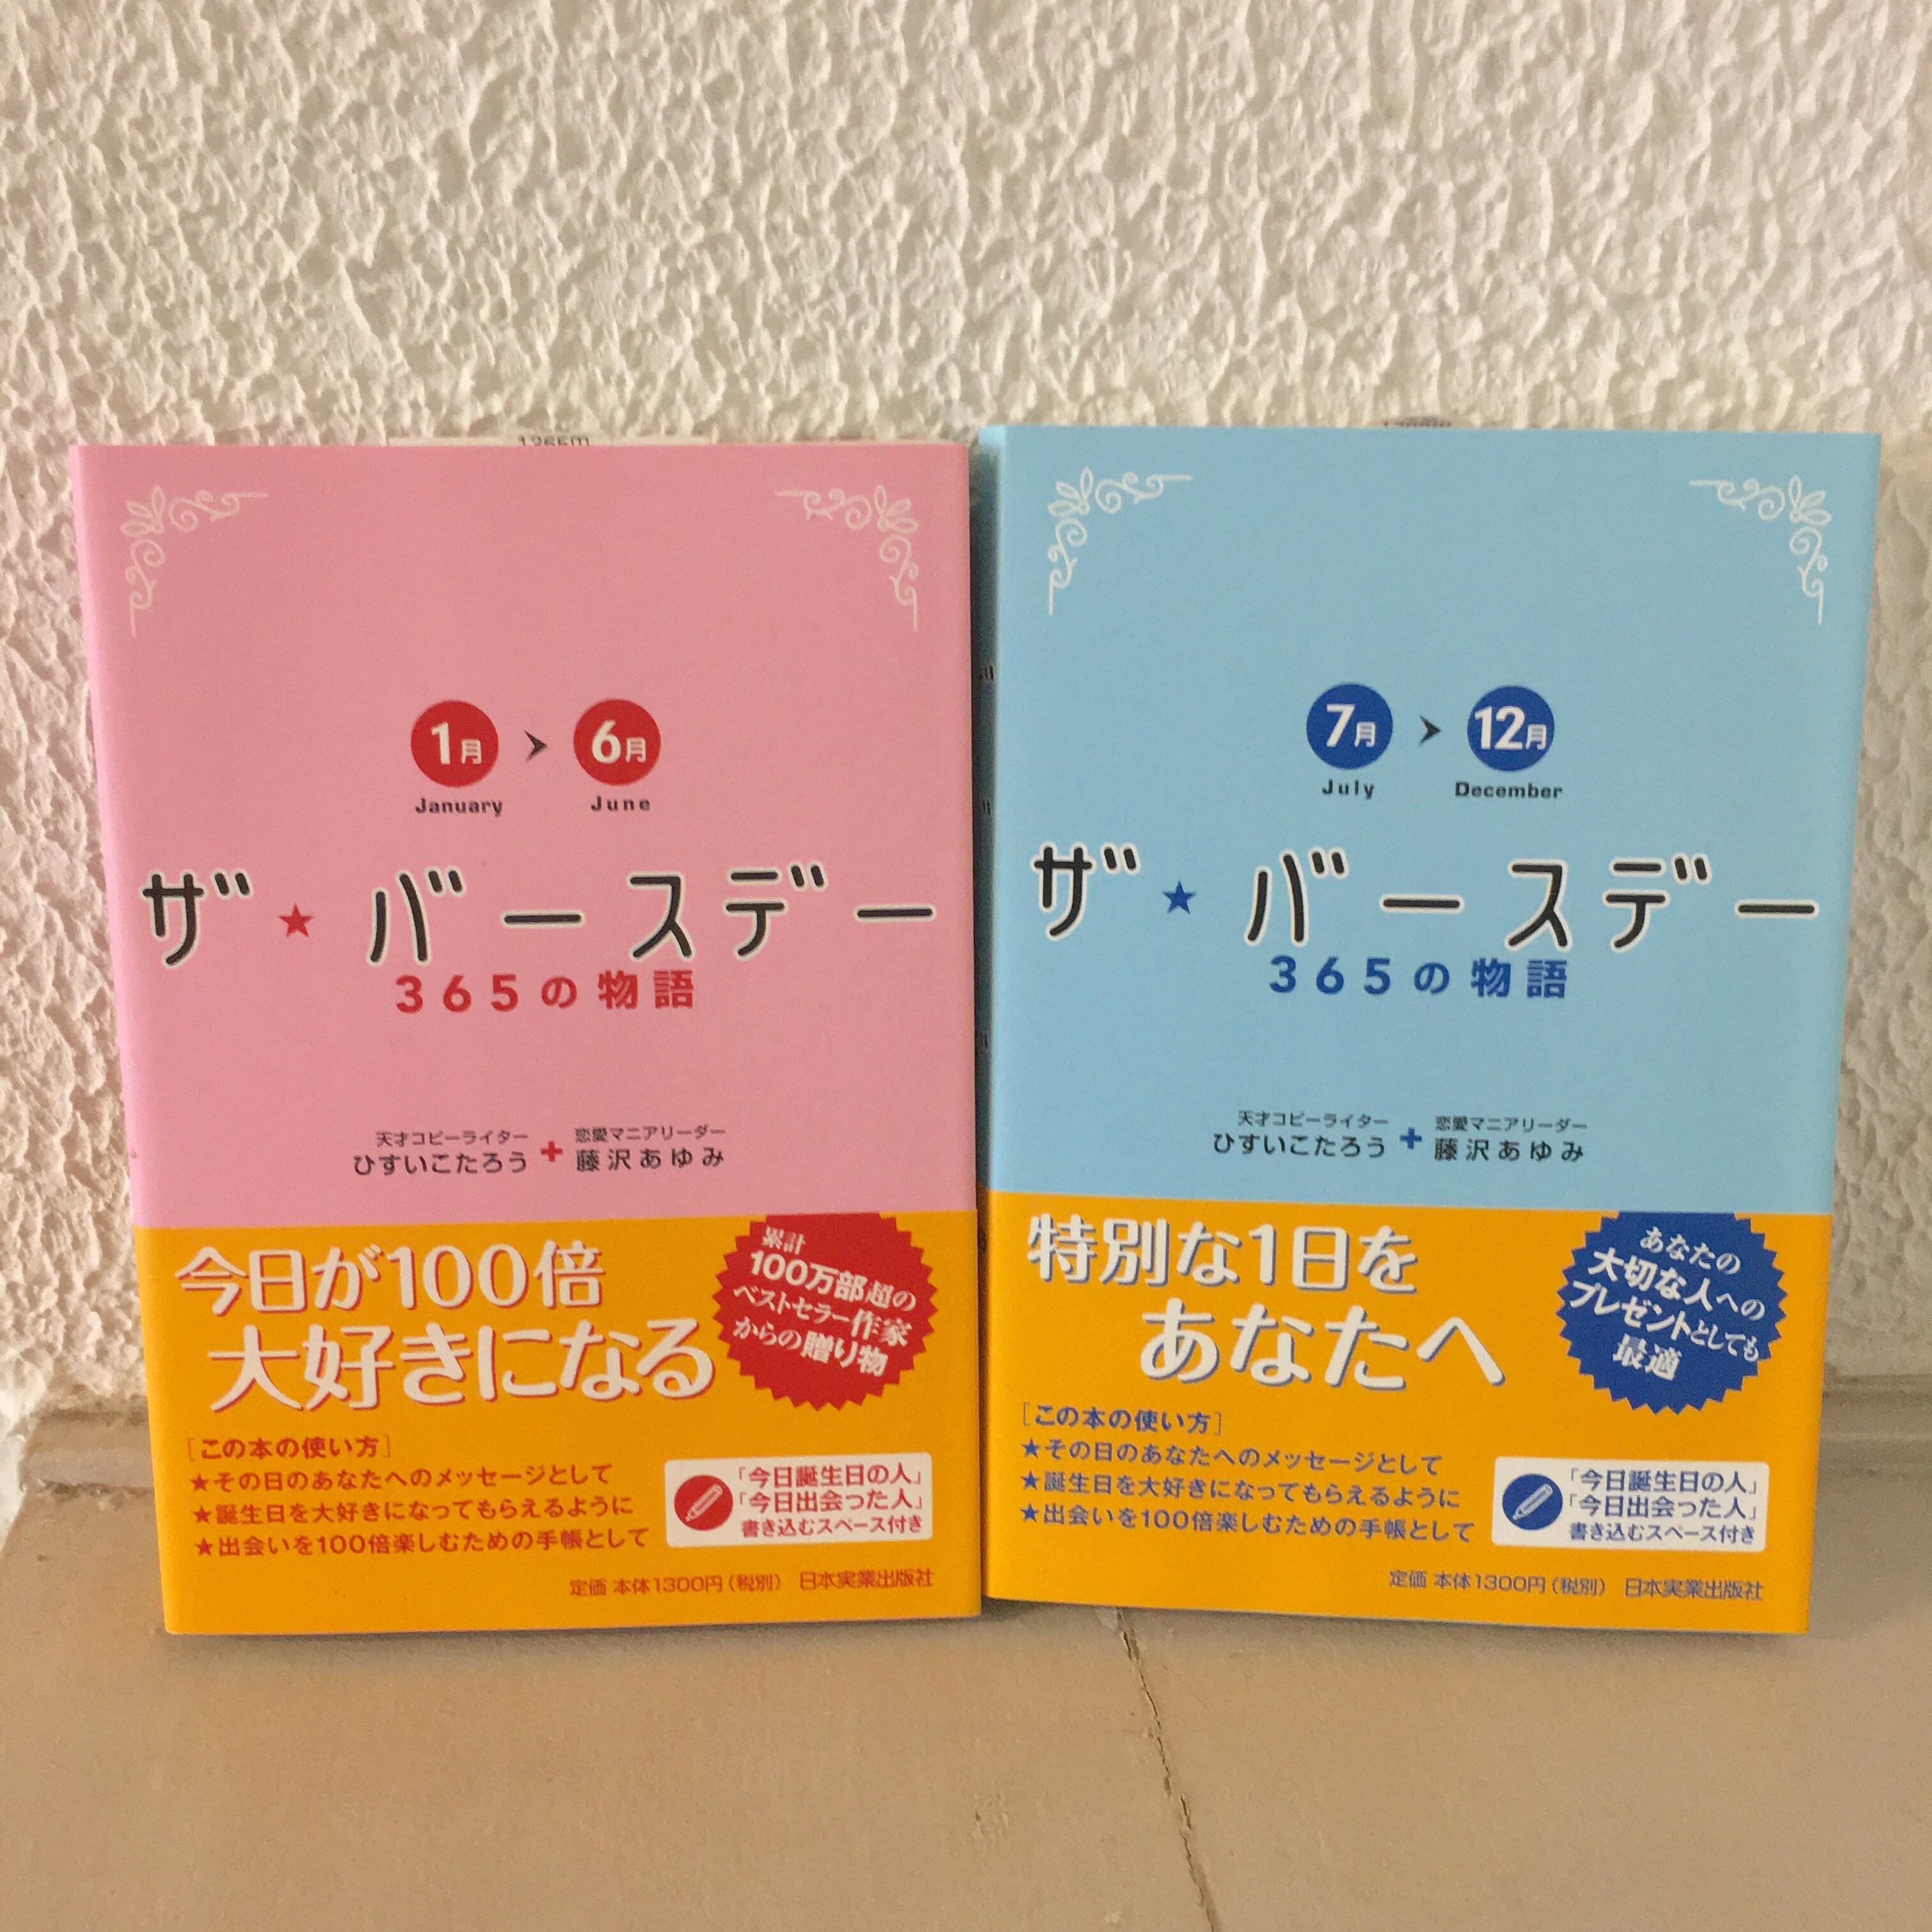 1月 > 6月
January June
ザ★バースデー
365の物語
天才コピーライター 恋愛マニアリーダー
ひすいこたろう + 藤沢あゆみ
今日が100倍
大好きになる
累計
100万部超の
ベストセラー作家
からの贈り物
[この本の使い方]
★その日のあなたへのメッセージとして
★誕生日を大好きになってもらえるように
★出会いを100倍楽しむための手帳として
「今日誕生日の人」
「今日出会った人」
書き込むスペース付き
定価 本体1300円(税別) 日本実業出版社
7月 > 12月
July December
ザ★バースデー
365の物語
天才コピーライター 恋愛マニアリーダー
ひすいこたろう + 藤沢あゆみ
特別な1日を
あなたへ
あなたの
大切な人への
プレゼントとしても
最適
[この本の使い方]
★その日のあなたへのメッセージとして
★誕生日を大好きになってもらえるように
★出会いを100倍楽しむための手帳として
「今日誕生日の人」
「今日出会った人」
書き込むスペース付き
定価 本体1300円(税別) 日本実業出版社